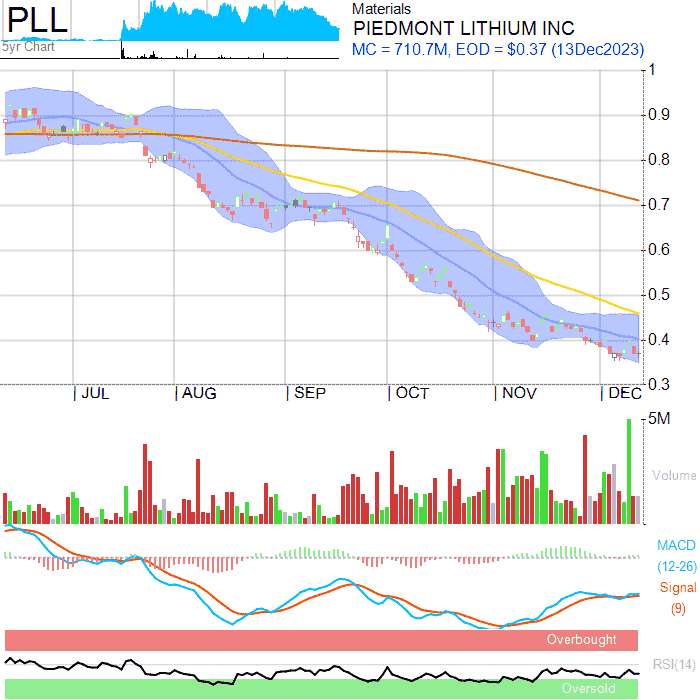 PLL
5yr Chart
Materials
PIEDMONT LITHIUM INC
MC = 710.7M, EOD = $0.37 (13Dec2023)
1
0.9
0.8
0.7
0.6
0.5
0.4
0.3
| JUL | AUG | SEP | OCT | NOV | DEC
5M
Volume
MACD
(12-26)
Signal
(9)
Overbought
RSI(14)
Oversold